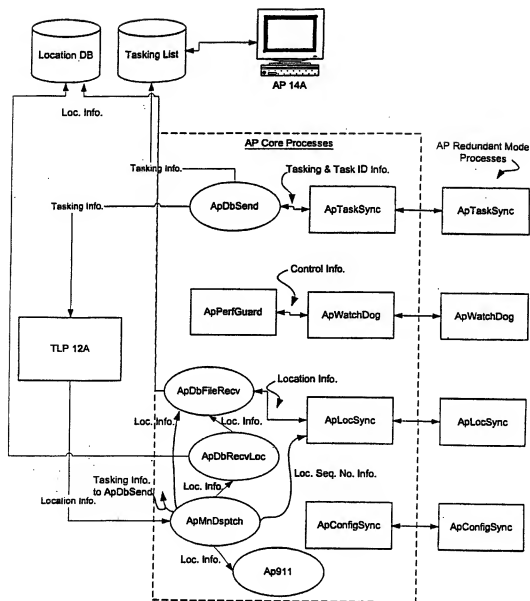 Location DB
Tasking List
AP 14A
Loc. Info.
AP Core Processes
AP Redundant Mode
Processes
Tasking Info.
Tasking & Task ID Info.
Tasking Info.
ApDbSend
ApTaskSync
ApTaskSync
Control Info.
ApPerfGuard
ApWatchDog
ApWatchDog
TLP 12A
Location Info.
ApDbFileRecv
Loc. Info.
Loc. Info.
ApLocSync
ApLocSync
ApDbRecvLoc
Loc. Seq. No. Info.
Tasking Info.
to ApDbSend
Loc. Info.
Location Info.
ApMnDsptch
ApConfigSync
ApConfigSync
Loc. Info.
Ap911